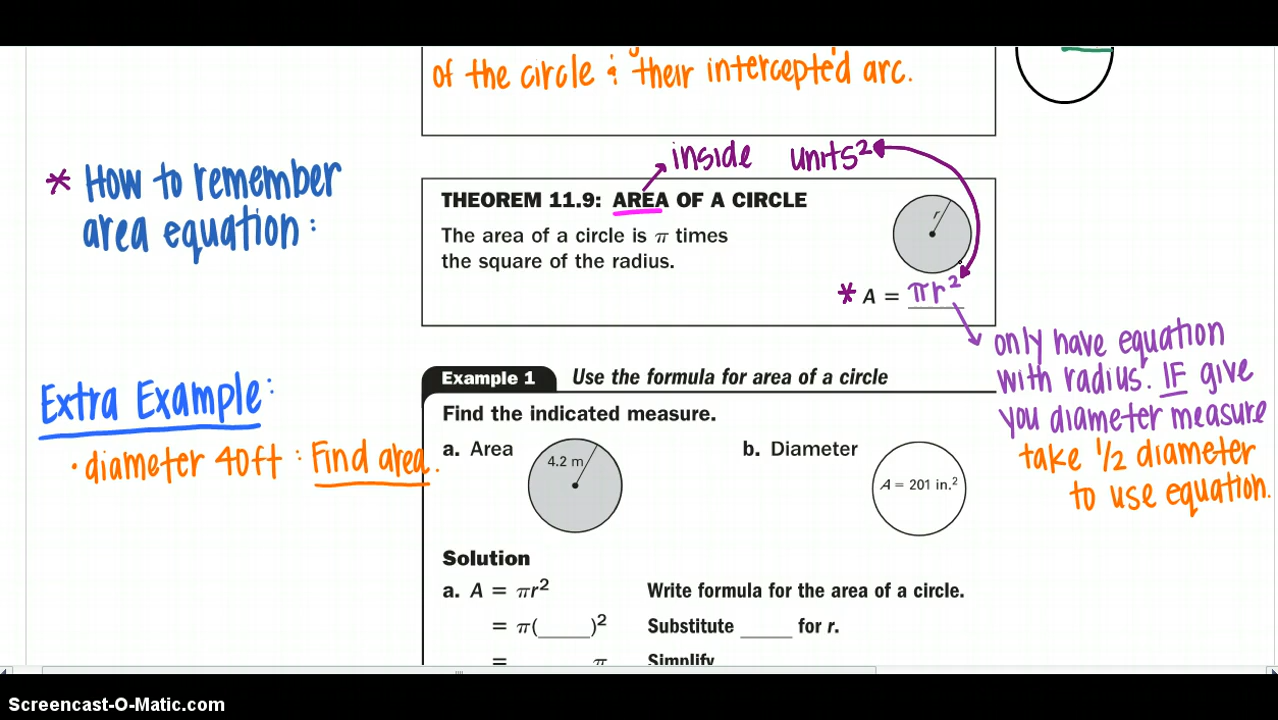 of the circle & their intercepted arc.
inside units²
* How to remember
area equation:
THEOREM 11.9: AREA OF A CIRCLE
The area of a circle is π times
the square of the radius.
r
* A = πr²
only have equation
with radius. IF give
you diameter measure
take 1/2 diameter
to use equation.
Extra Example:
• diameter 40ft : Find area.
Example 1 Use the formula for area of a circle
Find the indicated measure.
a. Area
4.2 m
b. Diameter
A = 201 in.²
Solution
a. A = πr² Write formula for the area of a circle.
= π(_____)² Substitute _____ for r.
= _____ π Simplify
Screencast-O-Matic.com